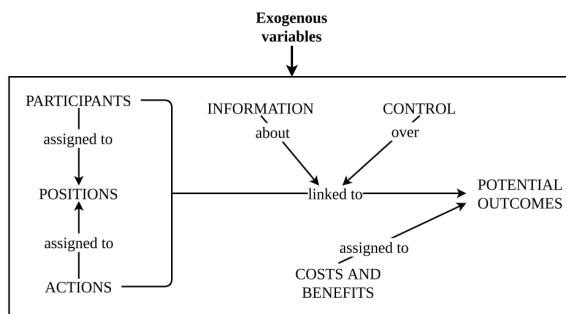 Exogenous
variables
PARTICIPANTS
assigned to
POSITIONS
assigned to
ACTIONS
INFORMATION
about
CONTROL
over
linked to
POTENTIAL
OUTCOMES
assigned to
COSTS AND
BENEFITS